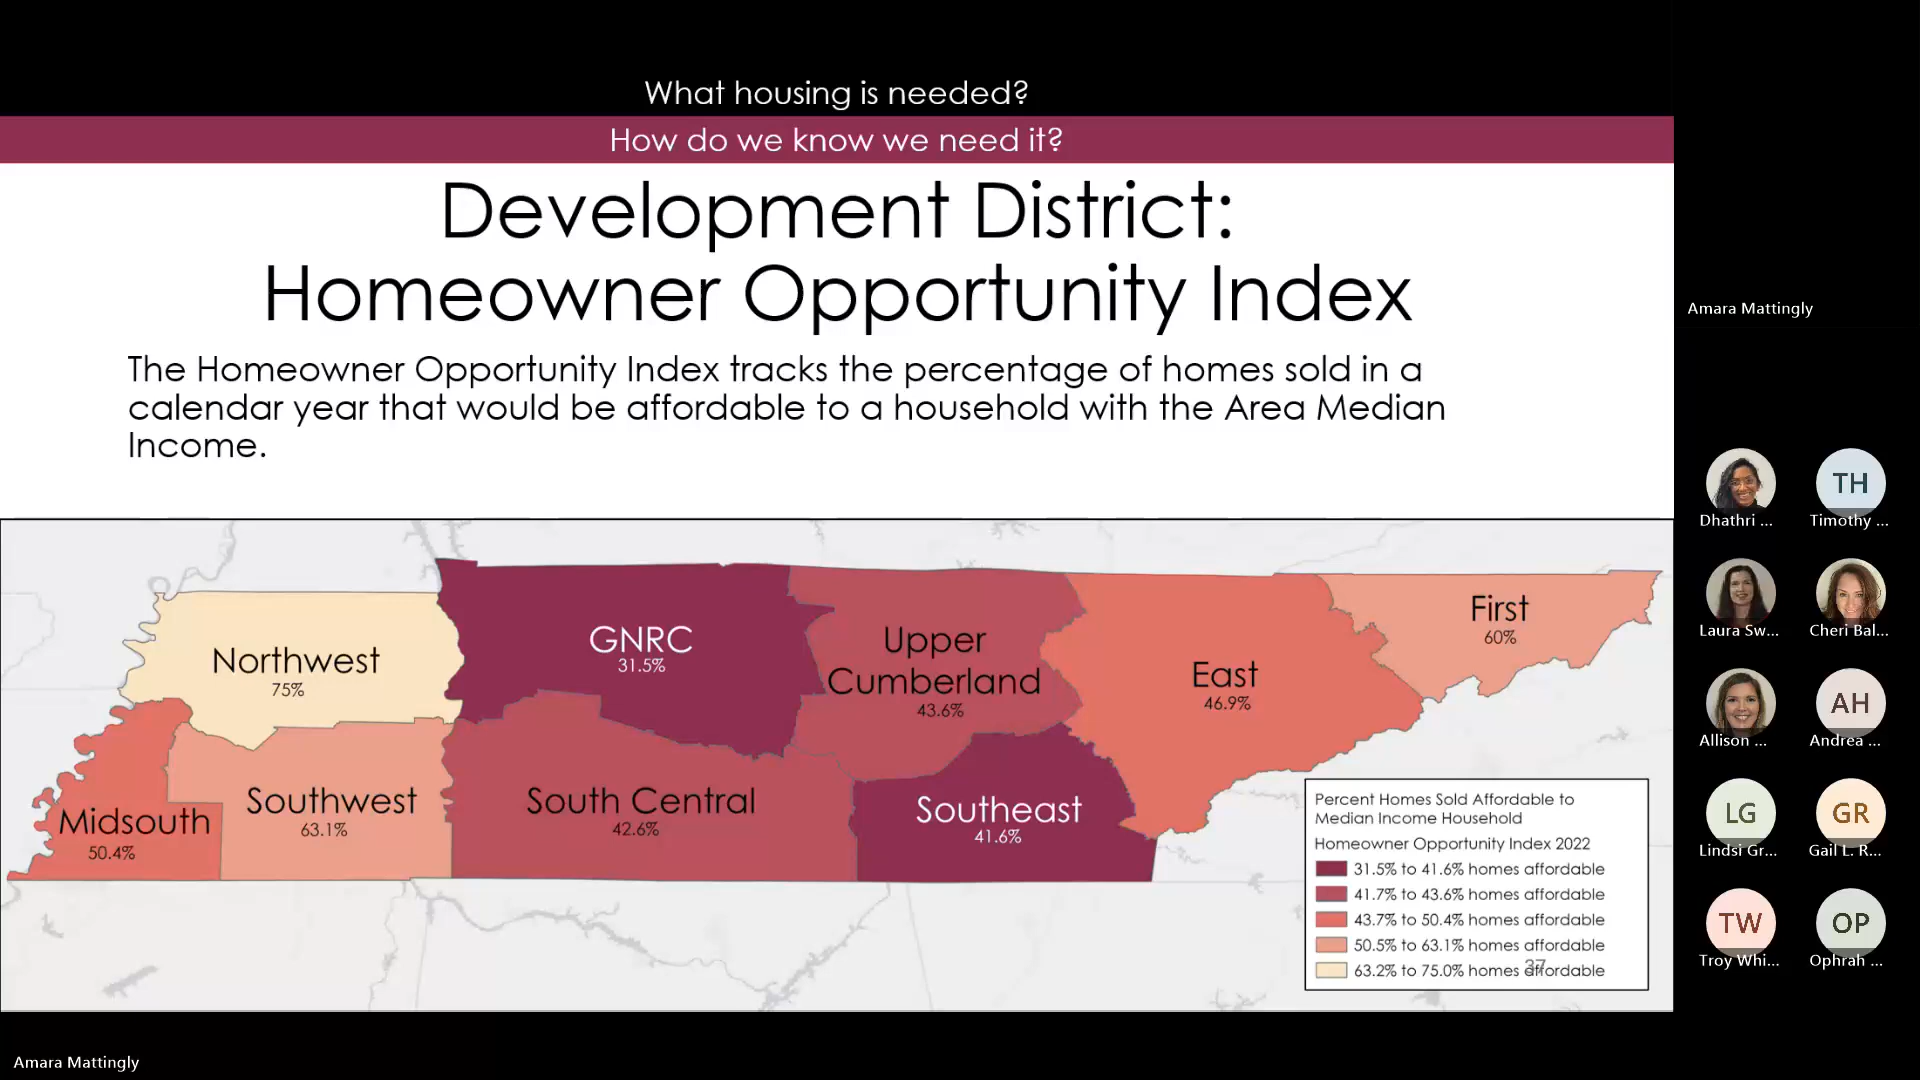 What housing is needed?
How do we know we need it?
Development District:
Homeowner Opportunity Index
The Homeowner Opportunity Index tracks the percentage of homes sold in a
calendar year that would be affordable to a household with the Area Median
Income.
Northwest
75%
GNRC
31.5%
Upper
Cumberland
43.6%
East
46.9%
First
60%
Midsouth
50.4%
Southwest
63.1%
South Central
42.6%
Southeast
41.6%
Percent Homes Sold Affordable to
Median Income Household
Homeowner Opportunity Index 2022
31.5% to 41.6% homes affordable
41.7% to 43.6% homes affordable
43.7% to 50.4% homes affordable
50.5% to 63.1% homes affordable
63.2% to 75.0% homes affordable
37
Amara Mattingly
Dhathri ...
TH
Timothy ...
Laura Sw...
Cheri Bal...
Allison ...
AH
Andrea ...
LG
Lindsi Gr...
GR
Gail L. R...
TW
Troy Whi...
OP
Ophrah ...
Amara Mattingly